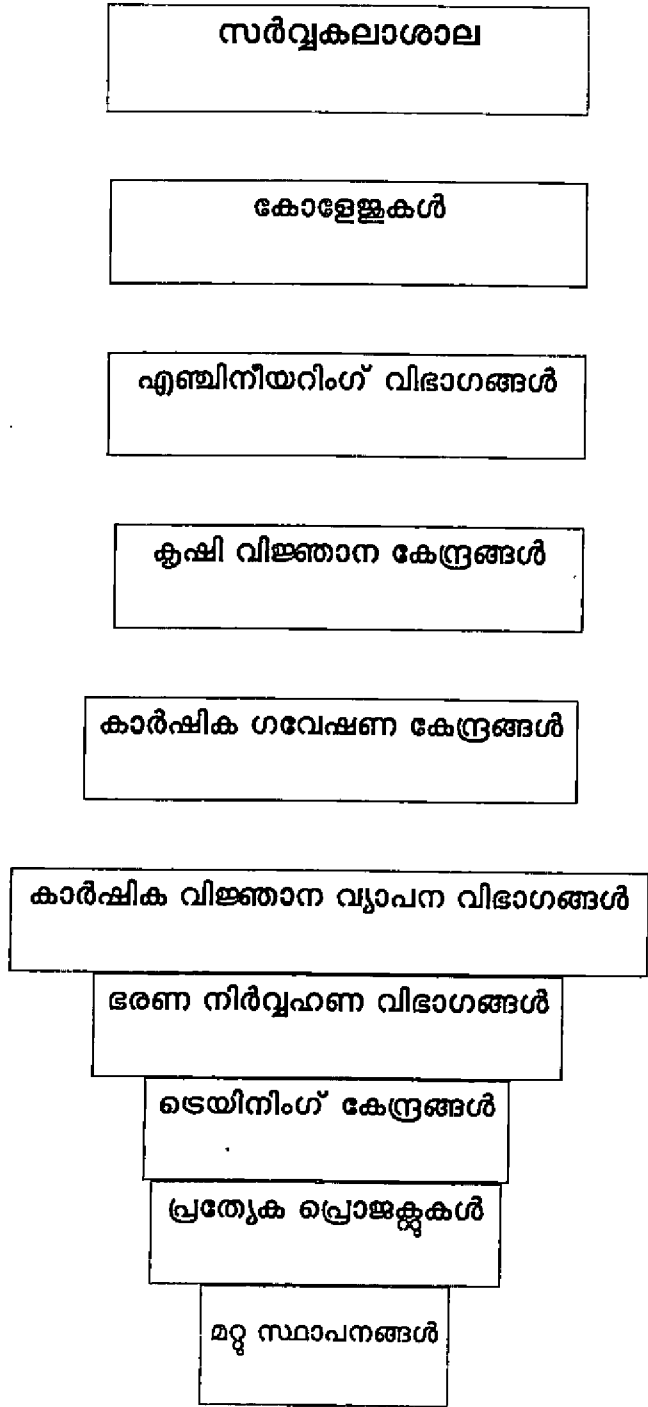 സർവ്വകലാശാല
കോളേജുകൾ
എഞ്ചിനീയറിംഗ് വിഭാഗങ്ങൾ
കൃഷി വിജ്ഞാന കേന്ദ്രങ്ങൾ
കാർഷിക ഗവേഷണ കേന്ദ്രങ്ങൾ
കാർഷിക വിജ്ഞാന വ്യാപന വിഭാഗങ്ങൾ
ഭരണ നിർവ്വഹണ വിഭാഗങ്ങൾ
ട്രെയിനിംഗ് കേന്ദ്രങ്ങൾ
പ്രത്യേക പ്രൊജക്റ്റുകൾ
മറ്റു സ്ഥാപനങ്ങൾ